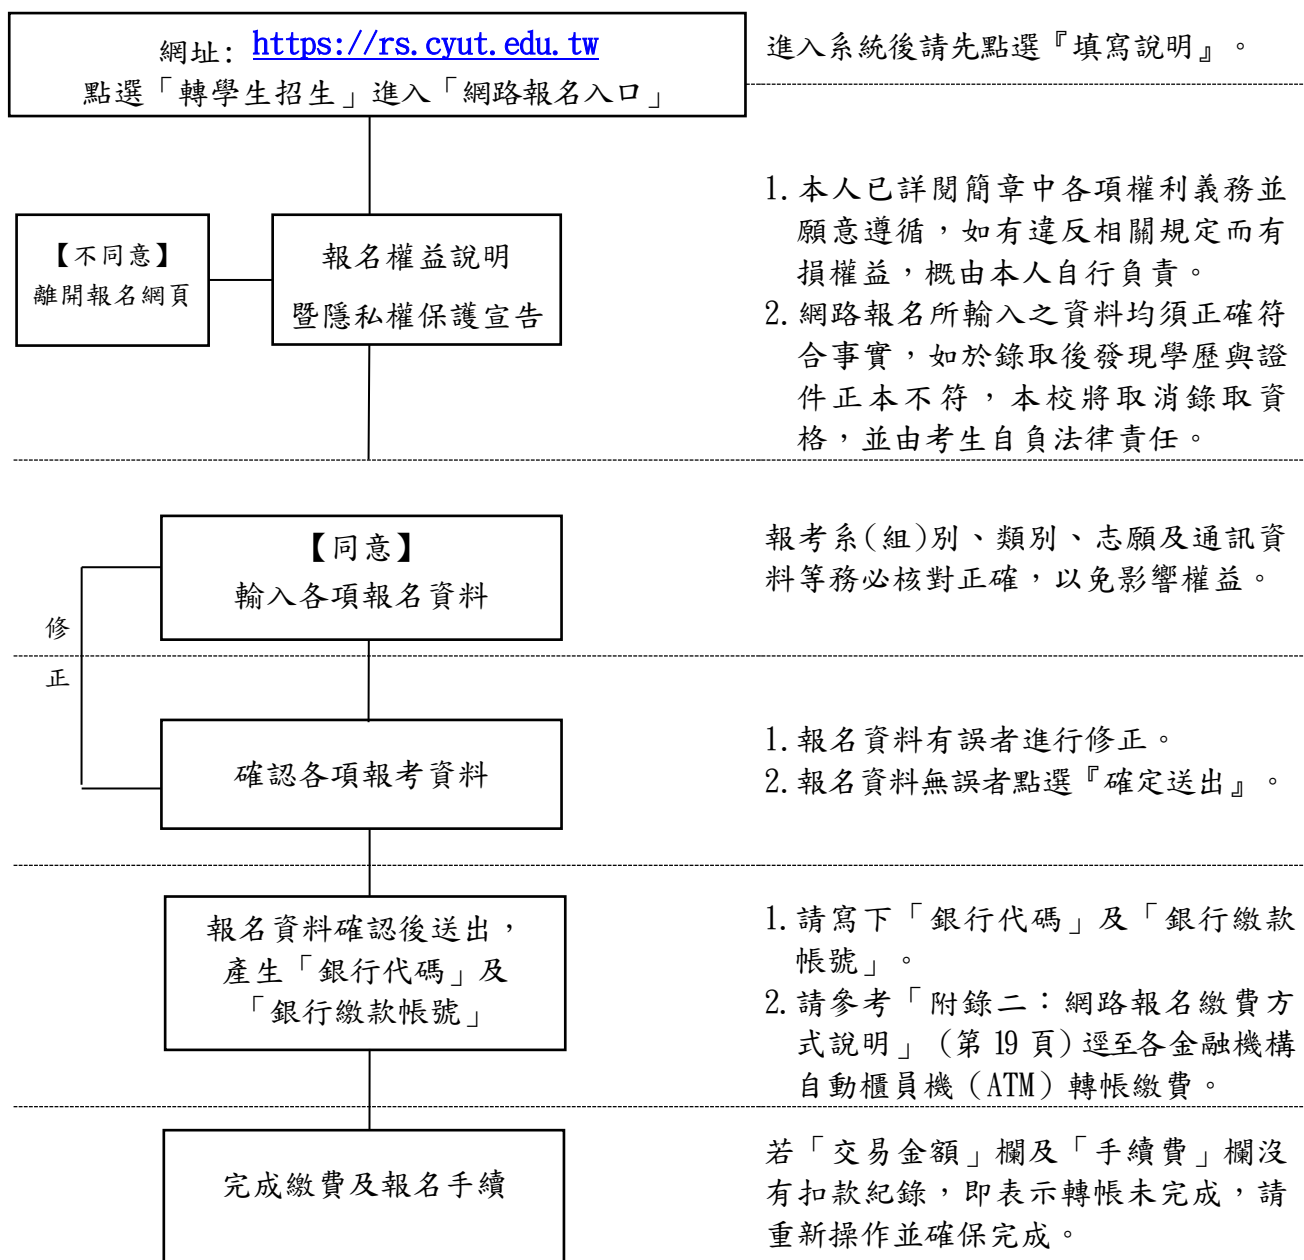 網址: https://rs.cyut.edu.tw
點選「轉學生招生」進入「網路報名入口」
進入系統後請先點選『填寫說明』。
【不同意】
離開報名網頁
報名權益說明
暨隱私權保護宣告
1.本人已詳閱簡章中各項權利義務並
願意遵循，如有違反相關規定而有
損權益，概由本人自行負責。
2.網路報名所輸入之資料均須正確符
合事實，如於錄取後發現學歷與證
件正本不符，本校將取消錄取資
格，並由考生自負法律責任。
【同意】
輸入各項報名資料
報考系(組)別、類別、志願及通訊資
料等務必核對正確，以免影響權益。
修
正
確認各項報考資料
1.報名資料有誤者進行修正。
2.報名資料無誤者點選『確定送出』。
報名資料確認後送出，
產生「銀行代碼」及
「銀行繳款帳號」
1.請寫下「銀行代碼」及「銀行繳款
帳號」。
2.請參考「附錄二：網路報名繳費方
式說明」(第 19 頁)逕至各金融機構
自動櫃員機（ATM）轉帳繳費。
完成繳費及報名手續
若「交易金額」欄及「手續費」欄沒
有扣款紀錄，即表示轉帳未完成，請
重新操作並確保完成。